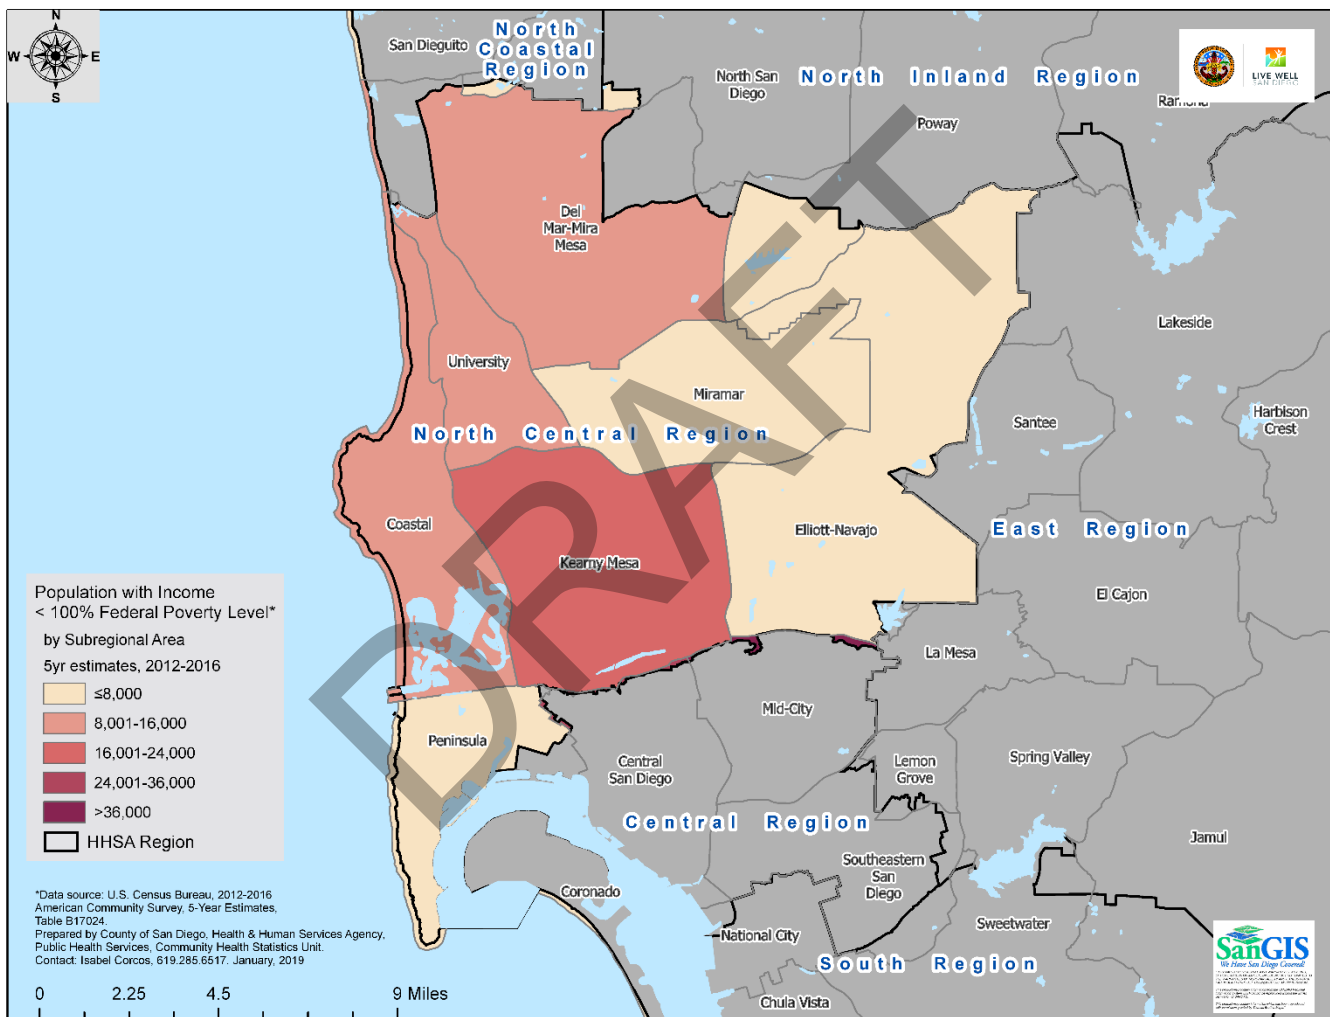 N
W
E
S
San Dieguito
North
Coastal
Region
North San
Diego
North Inland Region
Poway
LIVE WELL
SAN DIEGO
Del
Mar-Mira
Mesa
University
Miramar
Lakeside
Santee
Harbison
Crest
North Central Region
Coastal
Kearny Mesa
Elliott-Navajo
East Region
El Cajon
La Mesa
Peninsula
Mid-City
Central
San Diego
Lemon
Grove
Spring Valley
Central Region
Southeastern
San
Diego
Jamul
Coronado
National City
Sweetwater
South Region
Chula Vista
DRAFT
Population with Income
< 100% Federal Poverty Level*
by Subregional Area
5yr estimates, 2012-2016
≤8,000
8,001-16,000
16,001-24,000
24,001-36,000
>36,000
HHSA Region
*Data source: U.S. Census Bureau, 2012-2016
American Community Survey, 5-Year Estimates,
Table B17024.
Prepared by County of San Diego, Health & Human Services Agency,
Public Health Services, Community Health Statistics Unit.
Contact: Isabel Corcos, 619.285.6517. January, 2019
0 2.25 4.5 9 Miles
SanGIS
We Have San Diego Covered!